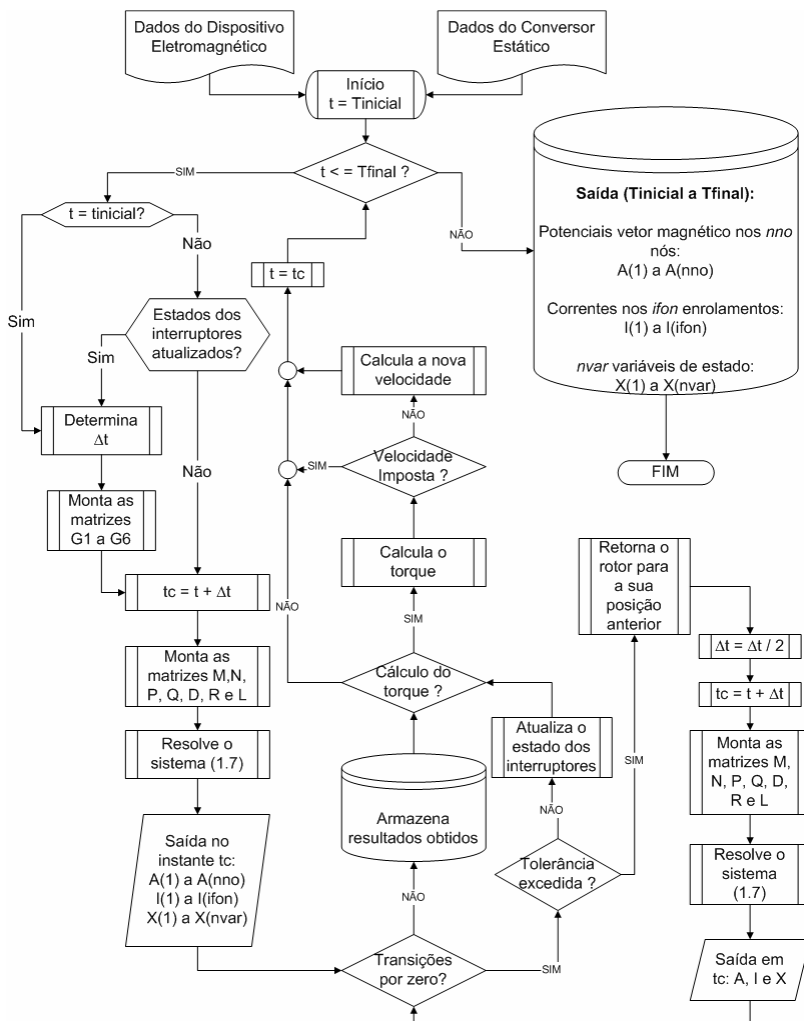 Dados do Dispositivo
Eletromagnético
Dados do Conversor
Estático
Início
t = Tinicial
t <= Tfinal ?
SIM
NÃO
t = tinicial?
Não
Sim
Estados dos
interruptores
atualizados?
Sim
Não
Determina
Δt
Monta as
matrizes
G1 a G6
tc = t + Δt
Monta as
matrizes M,N,
P, Q, D, R e L
Resolve o
sistema (1.7)
Saída no
instante tc:
A(1) a A(nno)
I(1) a I(ifon)
X(1) a X(nvar)
t = tc
Calcula a nova
velocidade
NÃO
SIM
Velocidade
Imposta ?
Calcula o
torque
NÃO
SIM
Cálculo do
torque ?
Armazena
resultados obtidos
NÃO
Transições
por zero?
SIM
Atualiza o
estado dos
interruptores
NÃO
Tolerância
excedida ?
SIM
Retorna o
rotor para
a sua
posição
anterior
Δt = Δt / 2
tc = t + Δt
Monta as
matrizes M,
N, P, Q, D,
R e L
Resolve o
sistema
(1.7)
Saída em
tc: A, I e X
Saída (Tinicial a Tfinal):
Potenciais vetor magnético nos nno
nós:
A(1) a A(nno)
Correntes nos ifon enrolamentos:
I(1) a I(ifon)
nvar variáveis de estado:
X(1) a X(nvar)
FIM